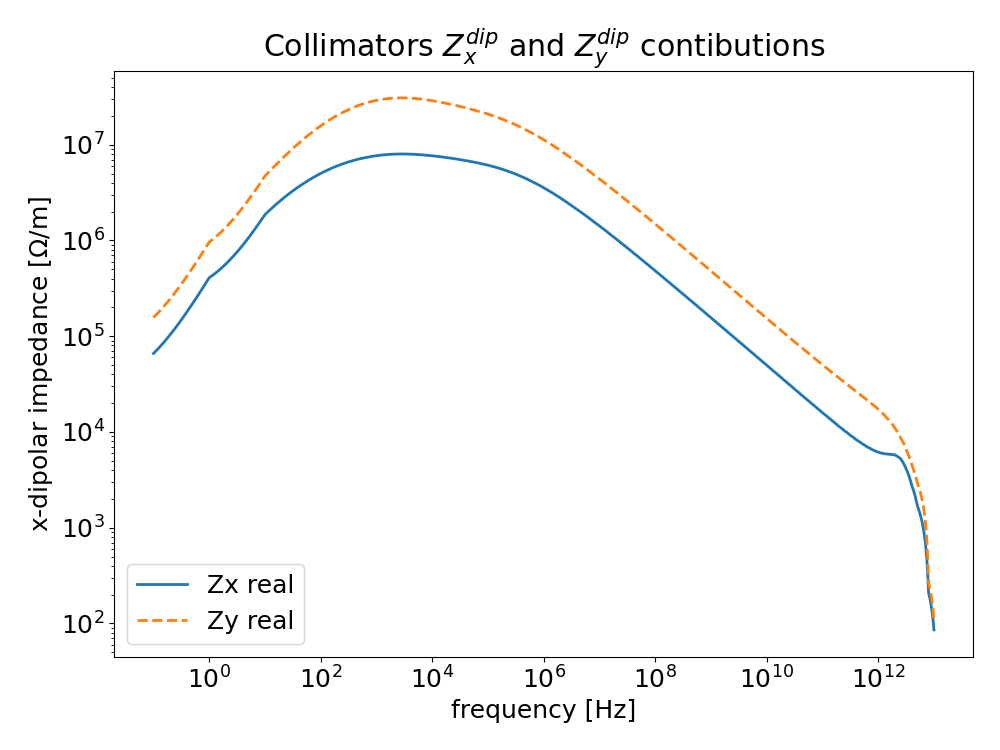 Collimators $Z_x^{dip}$ and $Z_y^{dip}$ contibutions
x-dipolar impedance [Ω/m]
10^7
10^6
10^5
10^4
10^3
10^2
Zx real
Zy real
10^0 10^2 10^4 10^6 10^8 10^10 10^12
frequency [Hz]